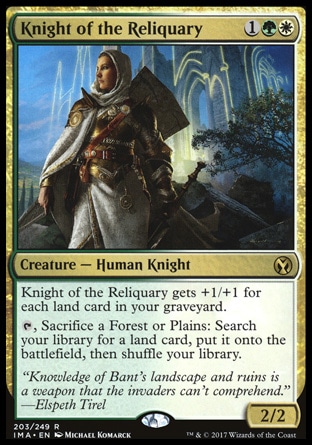 Knight of the Reliquary 1
Creature — Human Knight
Knight of the Reliquary gets +1/+1 for
each land card in your graveyard.
, Sacrifice a Forest or Plains: Search
your library for a land card, put it onto the
battlefield, then shuffle your library.
“Knowledge of Bant’s landscape and ruins is
a weapon that the invaders can’t comprehend.”
—Elspeth Tirel
2/2
203/249 R
IMA • EN Michael Komarck
™ & © 2017 Wizards of the Coast